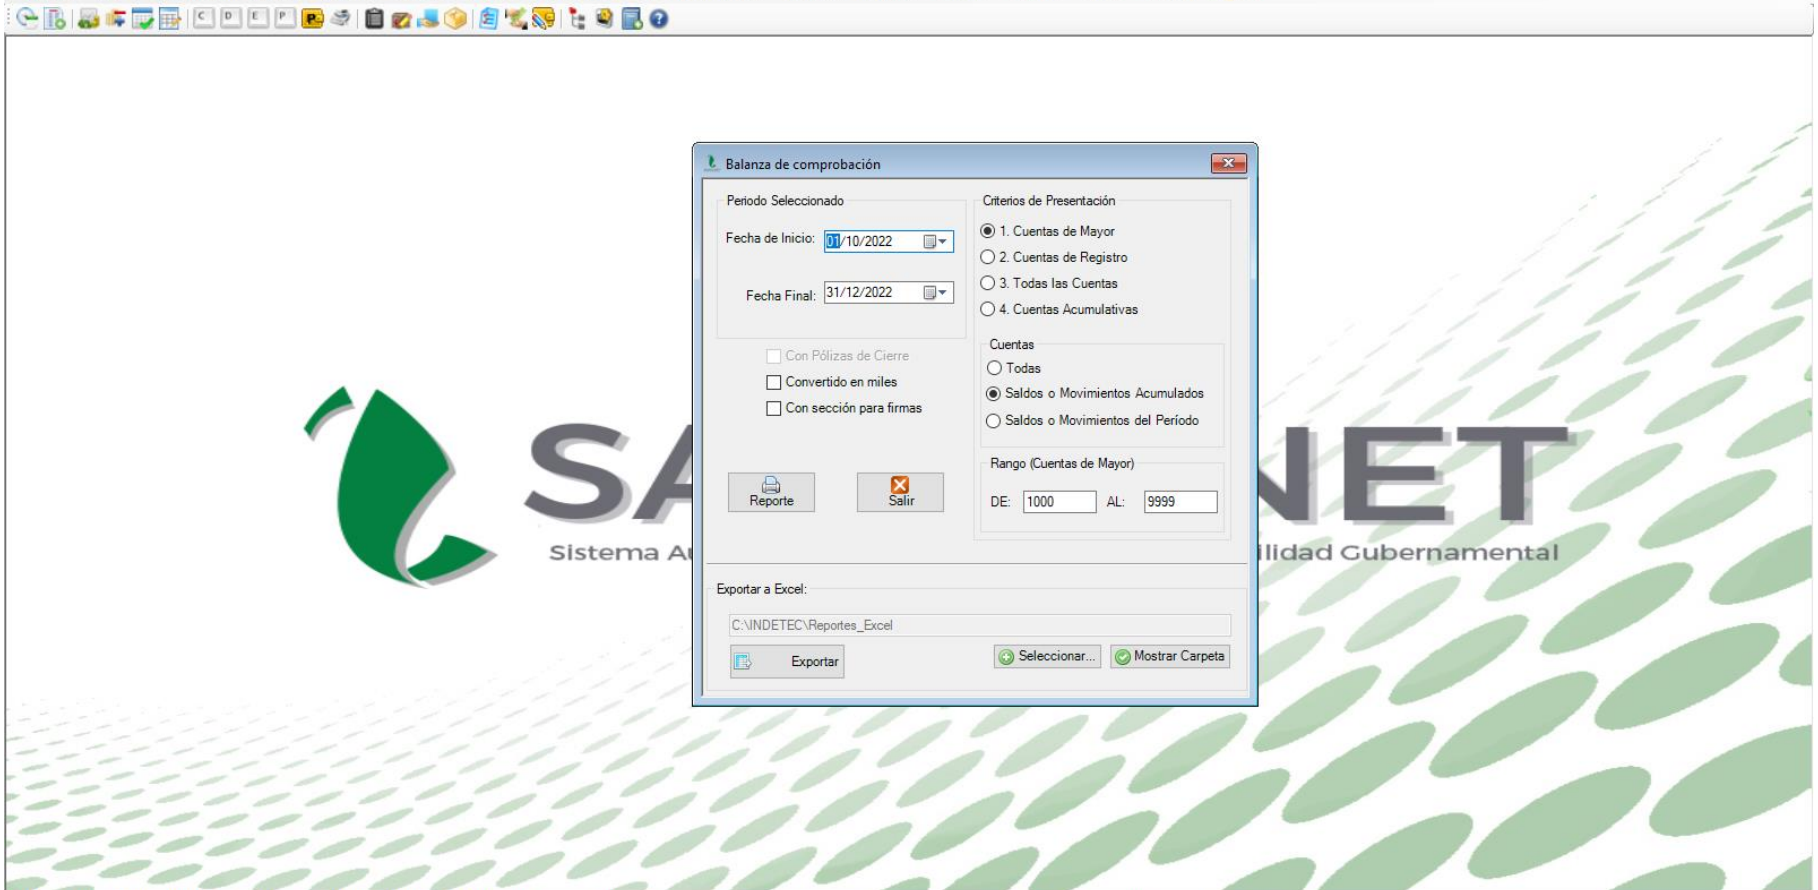 C D E P P
Balanza de comprobación
Periodo Seleccionado
Fecha de Inicio: 01/10/2022
Fecha Final: 31/12/2022
Con Pólizas de Cierre
Convertido en miles
Con sección para firmas
Reporte
Salir
Criterios de Presentación
1. Cuentas de Mayor
2. Cuentas de Registro
3. Todas las Cuentas
4. Cuentas Acumulativas
Cuentas
Todas
Saldos o Movimientos Acumulados
Saldos o Movimientos del Período
Rango (Cuentas de Mayor)
DE: 1000 AL: 9999
Exportar a Excel:
C:\INDETEC\Reportes_Excel
Exportar
Seleccionar...
Mostrar Carpeta
SA NET
Sistema A ilidad Gubernamental